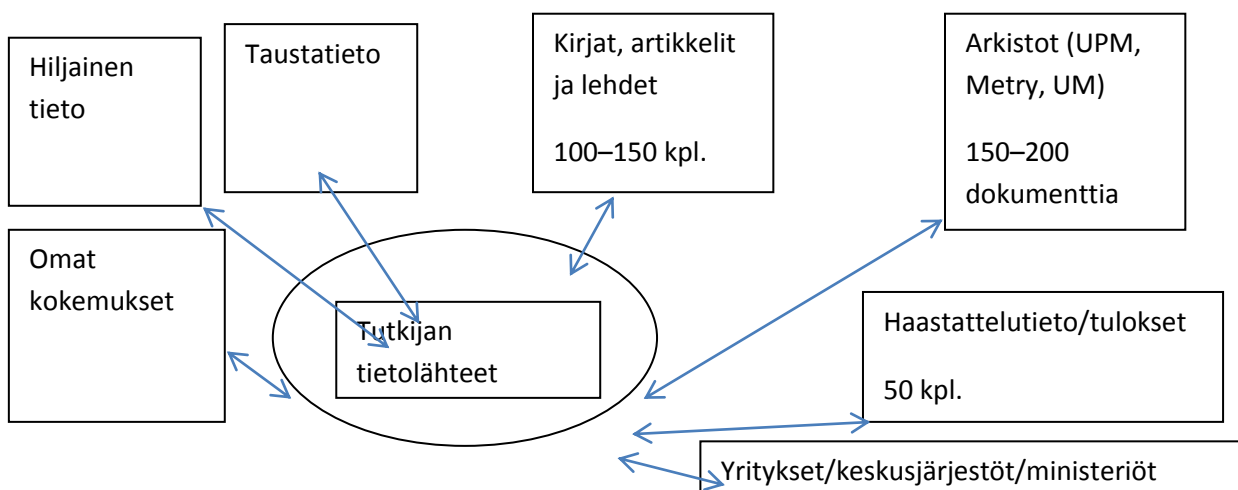 Hiljainen
tieto
Taustatieto
Kirjat, artikkelit
ja lehdet
100–150 kpl.
Arkistot (UPM,
Metry, UM)
150–200
dokumenttia
Omat
kokemukset
Tutkijan
tietolähteet
Haastattelutieto/tulokset
50 kpl.
Yritykset/keskusjärjestöt/ministeriöt